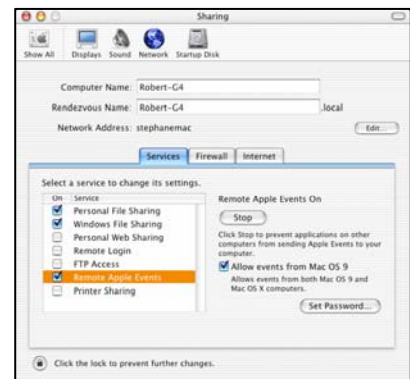 Sharing
Show All Displays Sound Network Startup Disk
Computer Name: Robert-G4
Rendezvous Name: Robert-G4 .local
Network Address: stephanemac Edit...
Services Firewall Internet
Select a service to change its settings.
On Service
Personal File Sharing
Windows File Sharing
Personal Web Sharing
Remote Login
FTP Access
Remote Apple Events
Printer Sharing
Remote Apple Events On
Stop
Click Stop to prevent applications on other
computers from sending Apple Events to your
computer.
Allow events from Mac OS 9
Allows events from both Mac OS 9 and
Mac OS X computers.
Set Password...
Click the lock to prevent further changes.